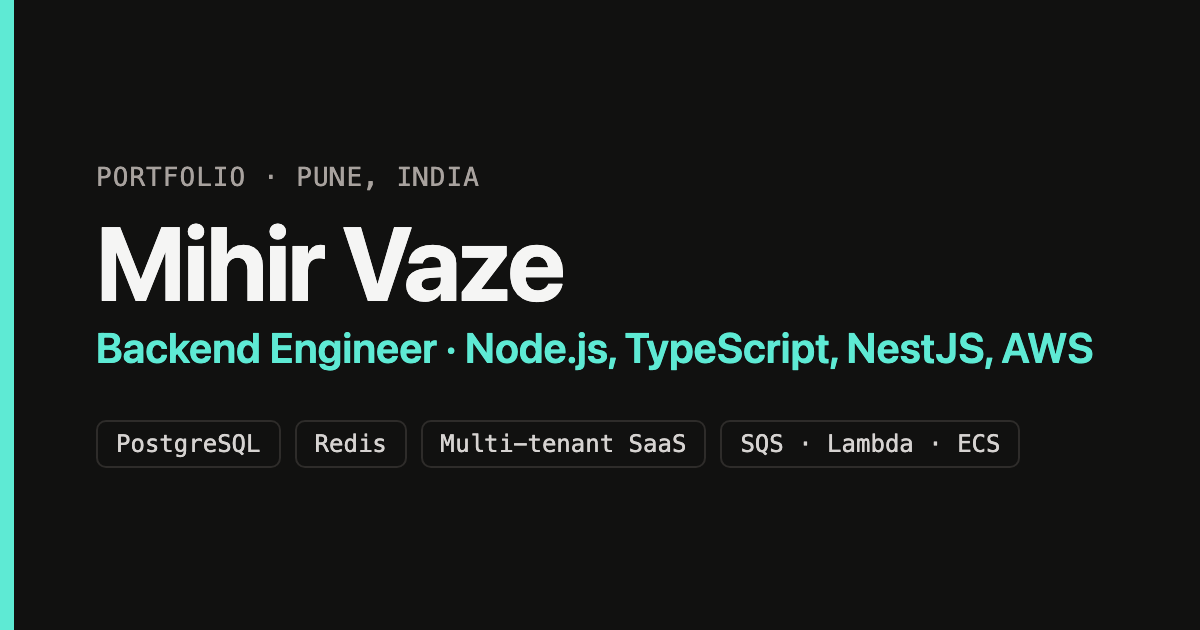 PORTFOLIO · PUNE, INDIA
Mihir Vaze
Backend Engineer · Node.js, TypeScript, NestJS, AWS
PostgreSQL Redis Multi-tenant SaaS SQS · Lambda · ECS